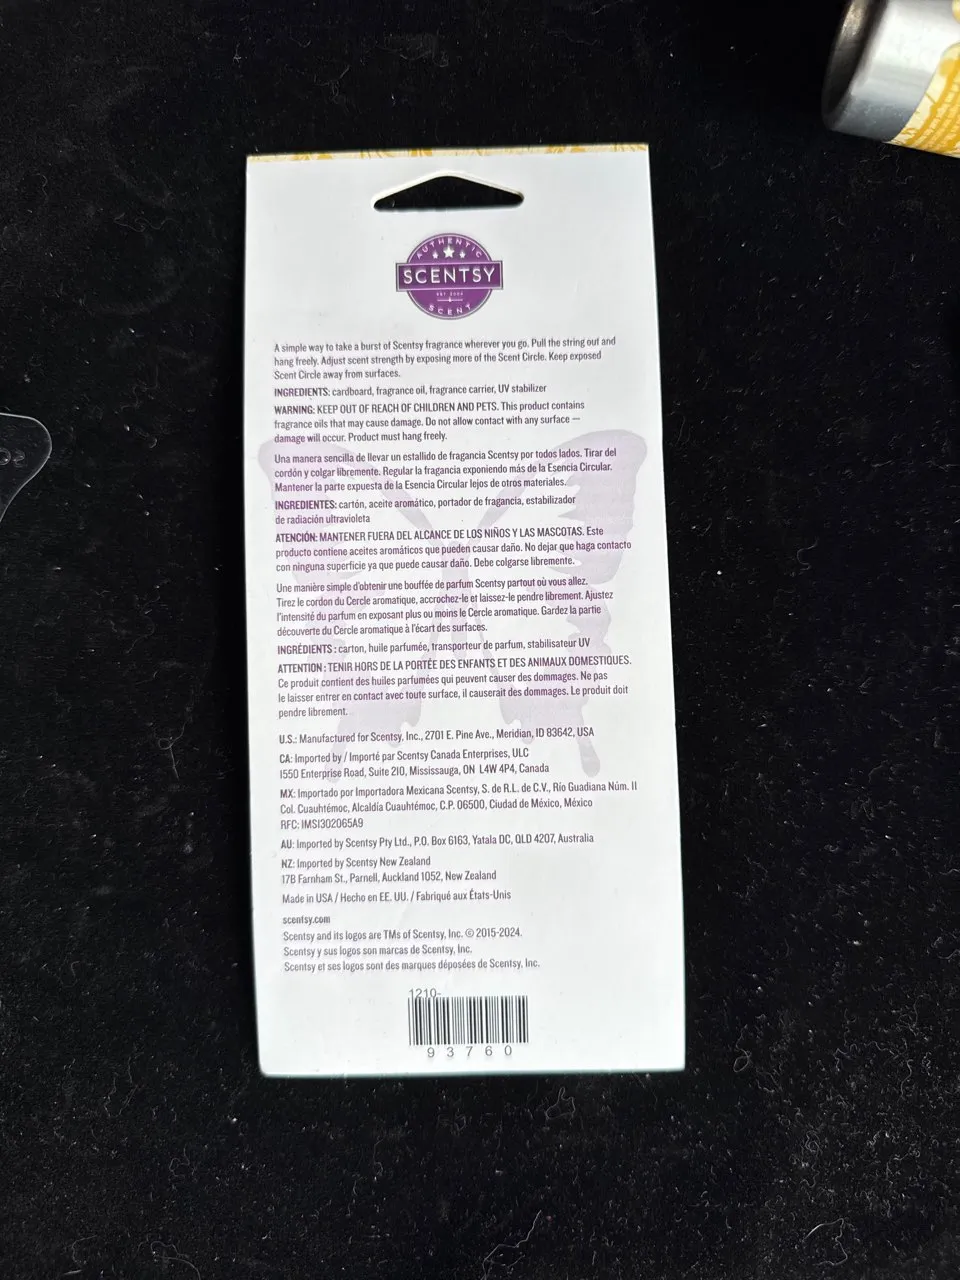 AUTHENTIC
SCENTSY
EST 2004
SCENT
A simple way to take a burst of Scentsy fragrance wherever you go. Pull the string out and
hang freely. Adjust scent strength by exposing more of the Scent Circle. Keep exposed
Scent Circle away from surfaces.
INGREDIENTS: cardboard, fragrance oil, fragrance carrier, UV stabilizer
WARNING: KEEP OUT OF REACH OF CHILDREN AND PETS. This product contains
fragrance oils that may cause damage. Do not allow contact with any surface —
damage will occur. Product must hang freely.
Una manera sencilla de llevar un estallido de fragancia Scentsy por todos lados. Tirar del
cordón y colgar libremente. Regular la fragancia exponiendo más de la Esencia Circular.
Mantener la parte expuesta de la Esencia Circular lejos de otros materiales.
INGREDIENTES: cartón, aceite aromático, portador de fragancia, estabilizador
de radiación ultravioleta
ATENCIÓN: MANTENER FUERA DEL ALCANCE DE LOS NIÑOS Y LAS MASCOTAS. Este
producto contiene aceites aromáticos que pueden causar daño. No dejar que haga contacto
con ninguna superficie ya que puede causar daño. Debe colgarse libremente.
Une manière simple d'obtenir une bouffée de parfum Scentsy partout où vous allez.
Tirez le cordon du Cercle aromatique, accrochez-le et laissez-le pendre librement. Ajustez
l'intensité du parfum en exposant plus ou moins le Cercle aromatique. Gardez la partie
découverte du Cercle aromatique à l'écart des surfaces.
INGRÉDIENTS : carton, huile parfumée, transporteur de parfum, stabilisateur UV
ATTENTION : TENIR HORS DE LA PORTÉE DES ENFANTS ET DES ANIMAUX DOMESTIQUES.
Ce produit contient des huiles parfumées qui peuvent causer des dommages. Ne pas
le laisser entrer en contact avec toute surface, il causerait des dommages. Le produit doit
pendre librement.
U.S.: Manufactured for Scentsy, Inc., 2701 E. Pine Ave., Meridian, ID 83642, USA
CA: Imported by / Importé par Scentsy Canada Enterprises, ULC
1550 Enterprise Road, Suite 210, Mississauga, ON L4W 4P4, Canada
MX: Importado por Importadora Mexicana Scentsy, S. de R.L. de C.V., Río Guadiana Núm. 11
Col. Cuauhtémoc, Alcaldía Cuauhtémoc, C.P. 06500, Ciudad de México, México
RFC: IMS1302065A9
AU: Imported by Scentsy Pty Ltd., P.O. Box 6163, Yatala DC, QLD 4207, Australia
NZ: Imported by Scentsy New Zealand
17B Farnham St., Parnell, Auckland 1052, New Zealand
Made in USA / Hecho en EE. UU. / Fabriqué aux États-Unis
scentsy.com
Scentsy and its logos are TMs of Scentsy, Inc. © 2015-2024.
Scentsy y sus logos son marcas de Scentsy, Inc.
Scentsy et ses logos sont des marques déposées de Scentsy, Inc.
1210-
93760